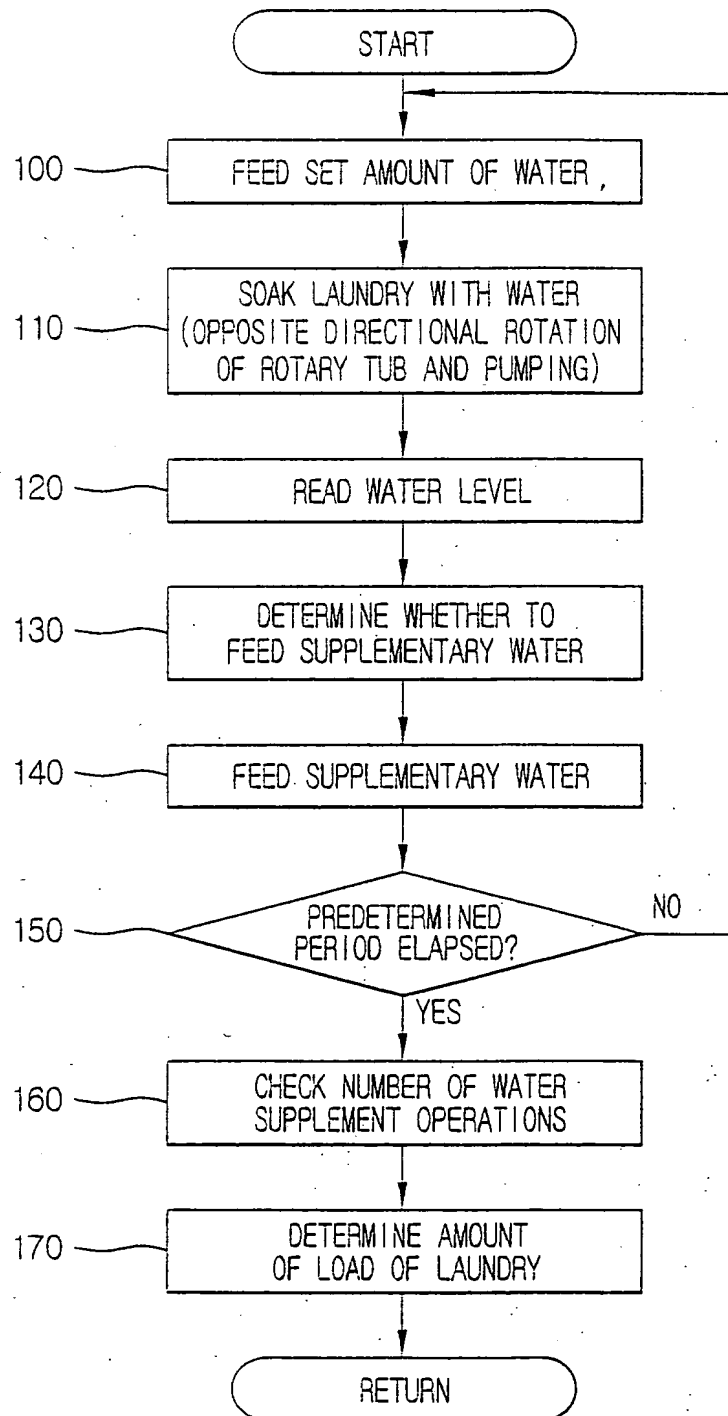 START
100
FEED SET AMOUNT OF WATER
110
SOAK LAUNDRY WITH WATER
(OPPOSITE DIRECTIONAL ROTATION
OF ROTARY TUB AND PUMPING)
120
READ WATER LEVEL
130
DETERMINE WHETHER TO
FEED SUPPLEMENTARY WATER
140
FEED SUPPLEMENTARY WATER
150
PREDETERMINED
PERIOD ELAPSED?
NO
YES
160
CHECK NUMBER OF WATER
SUPPLEMENT OPERATIONS
170
DETERMINE AMOUNT
OF LOAD OF LAUNDRY
RETURN